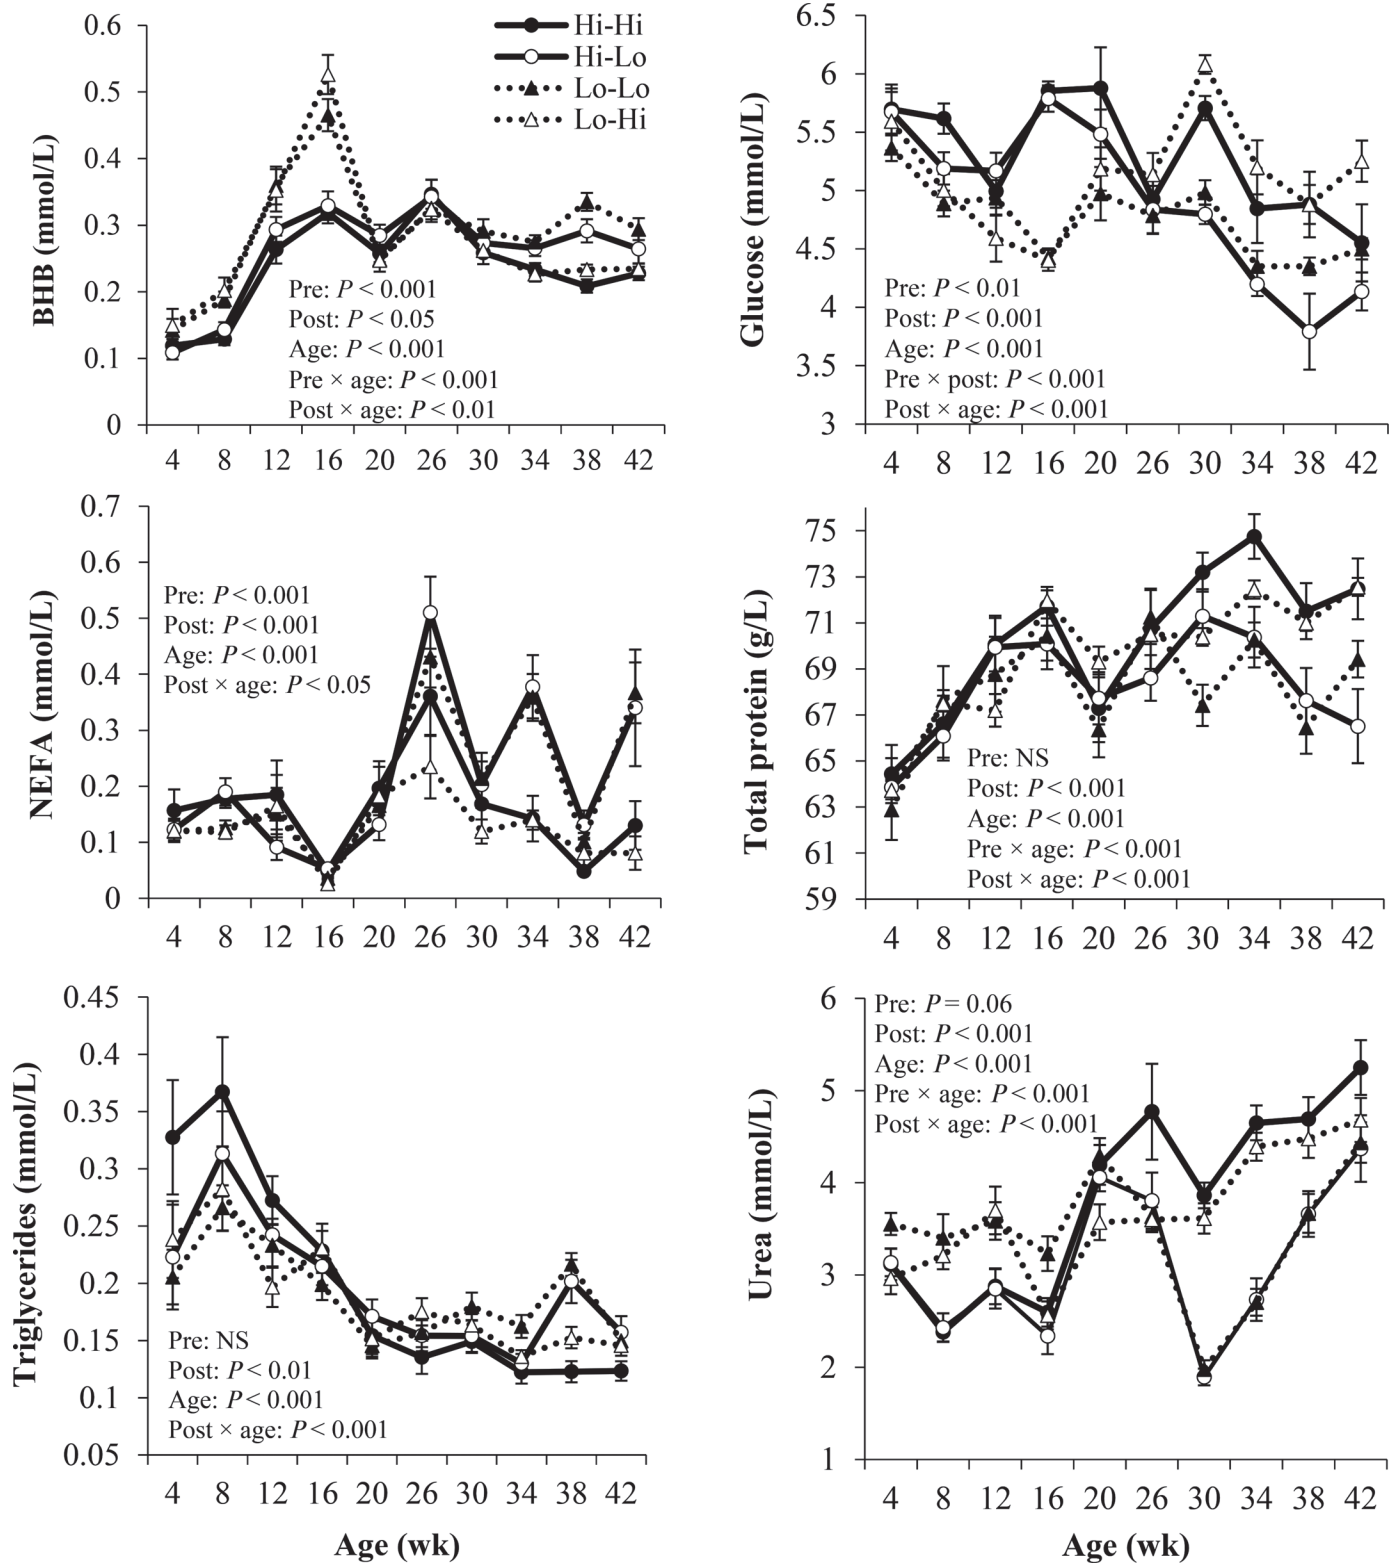 BHB (mmol/L)
0.6
0.5
0.4
0.3
0.2
0.1
0
Hi-Hi
Hi-Lo
Lo-Lo
Lo-Hi
Pre: P < 0.001
Post: P < 0.05
Age: P < 0.001
Pre × age: P < 0.001
Post × age: P < 0.01
4 8 12 16 20 26 30 34 38 42
Glucose (mmol/L)
6.5
6
5.5
5
4.5
4
3.5
3
Pre: P < 0.01
Post: P < 0.001
Age: P < 0.001
Pre × post: P < 0.001
Post × age: P < 0.001
4 8 12 16 20 26 30 34 38 42
NEFA (mmol/L)
0.7
0.6
0.5
0.4
0.3
0.2
0.1
0
Pre: P < 0.001
Post: P < 0.001
Age: P < 0.001
Post × age: P < 0.05
4 8 12 16 20 26 30 34 38 42
Total protein (g/L)
75
73
71
69
67
65
63
61
59
Pre: NS
Post: P < 0.001
Age: P < 0.001
Pre × age: P < 0.001
Post × age: P < 0.001
4 8 12 16 20 26 30 34 38 42
Triglycerides (mmol/L)
0.45
0.4
0.35
0.3
0.25
0.2
0.15
0.1
0.05
Pre: NS
Post: P < 0.01
Age: P < 0.001
Post × age: P < 0.001
4 8 12 16 20 26 30 34 38 42
Age (wk)
Urea (mmol/L)
6
5
4
3
2
1
Pre: P = 0.06
Post: P < 0.001
Age: P < 0.001
Pre × age: P < 0.001
Post × age: P < 0.001
4 8 12 16 20 26 30 34 38 42
Age (wk)